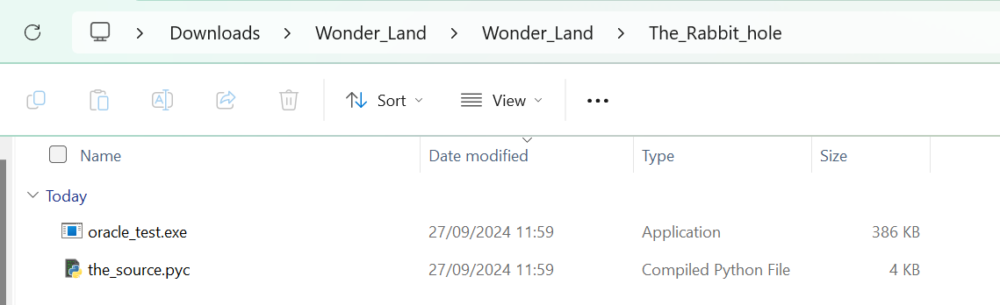 Downloads > Wonder_Land > Wonder_Land > The_Rabbit_hole
Sort View
Name Date modified Type Size
Today
oracle_test.exe 27/09/2024 11:59 Application 386 KB
the_source.pyc 27/09/2024 11:59 Compiled Python File 4 KB